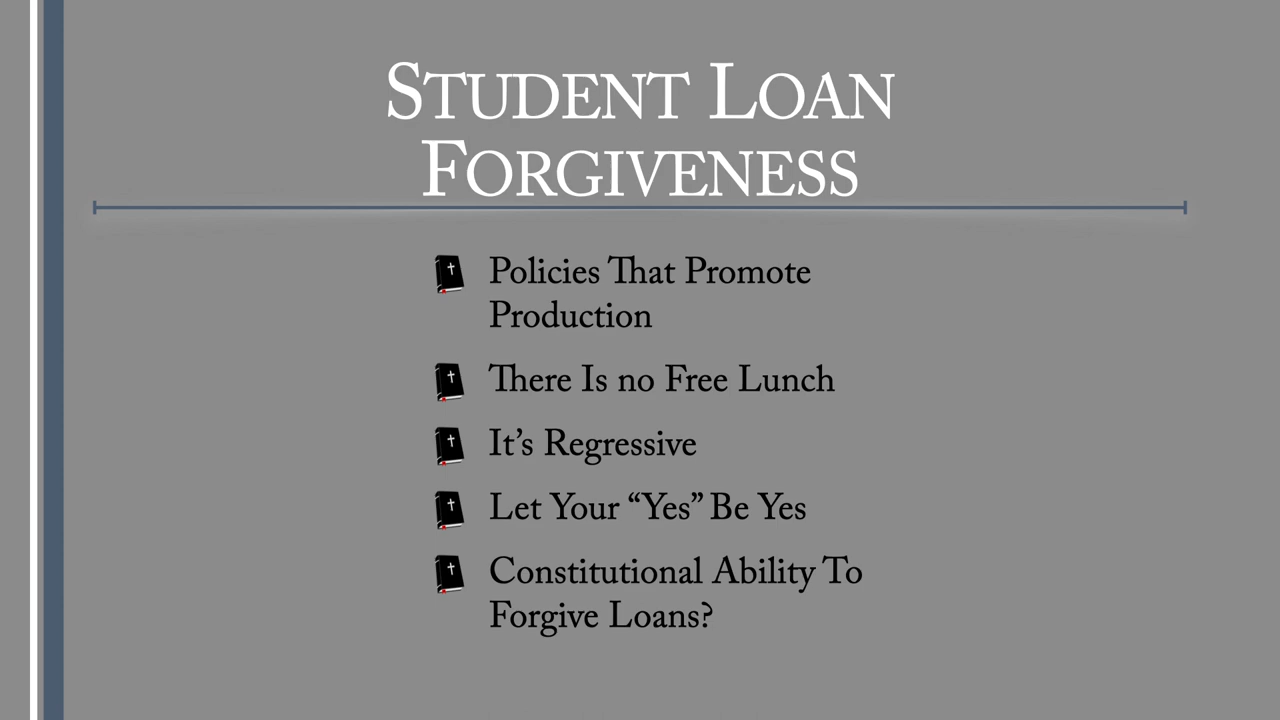 STUDENT LOAN
FORGIVENESS
Policies That Promote
Production
There Is no Free Lunch
It’s Regressive
Let Your “Yes” Be Yes
Constitutional Ability To
Forgive Loans?